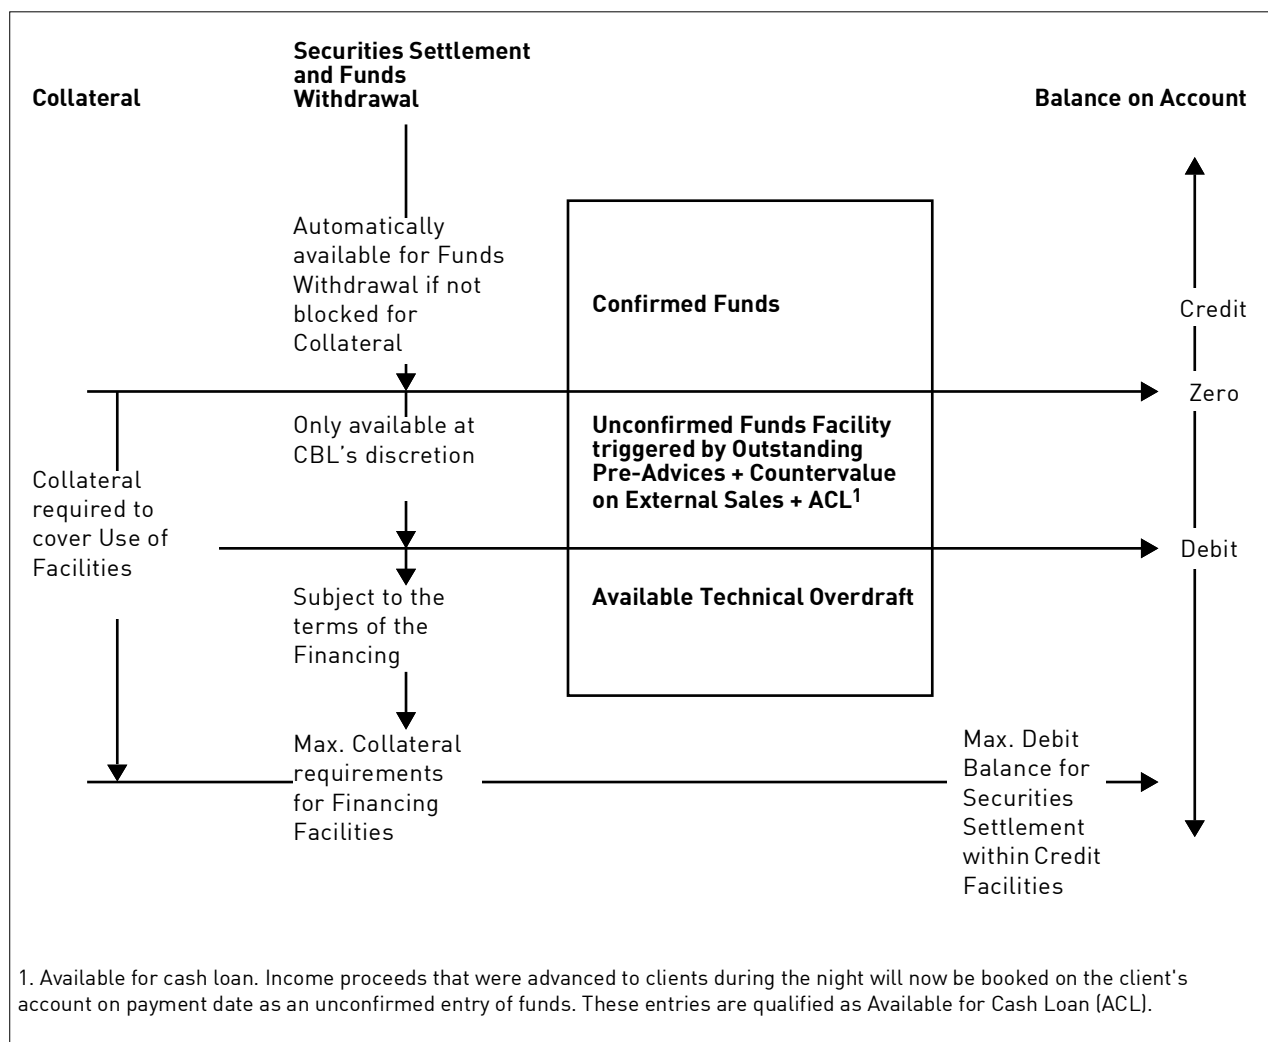 Securities Settlement
and Funds
Withdrawal
Collateral
Balance on Account
Automatically
available for Funds
Withdrawal if not
blocked for
Collateral
Confirmed Funds
Credit
Zero
Only available at
CBL's discretion
Unconfirmed Funds Facility
triggered by Outstanding
Pre-Advices + Countervalue
on External Sales + ACL1
Collateral
required to
cover Use of
Facilities
Debit
Subject to the
terms of the
Financing
Available Technical Overdraft
Max. Collateral
requirements
for Financing
Facilities
Max. Debit
Balance for
Securities
Settlement
within Credit
Facilities
1. Available for cash loan. Income proceeds that were advanced to clients during the night will now be booked on the client's
account on payment date as an unconfirmed entry of funds. These entries are qualified as Available for Cash Loan (ACL).